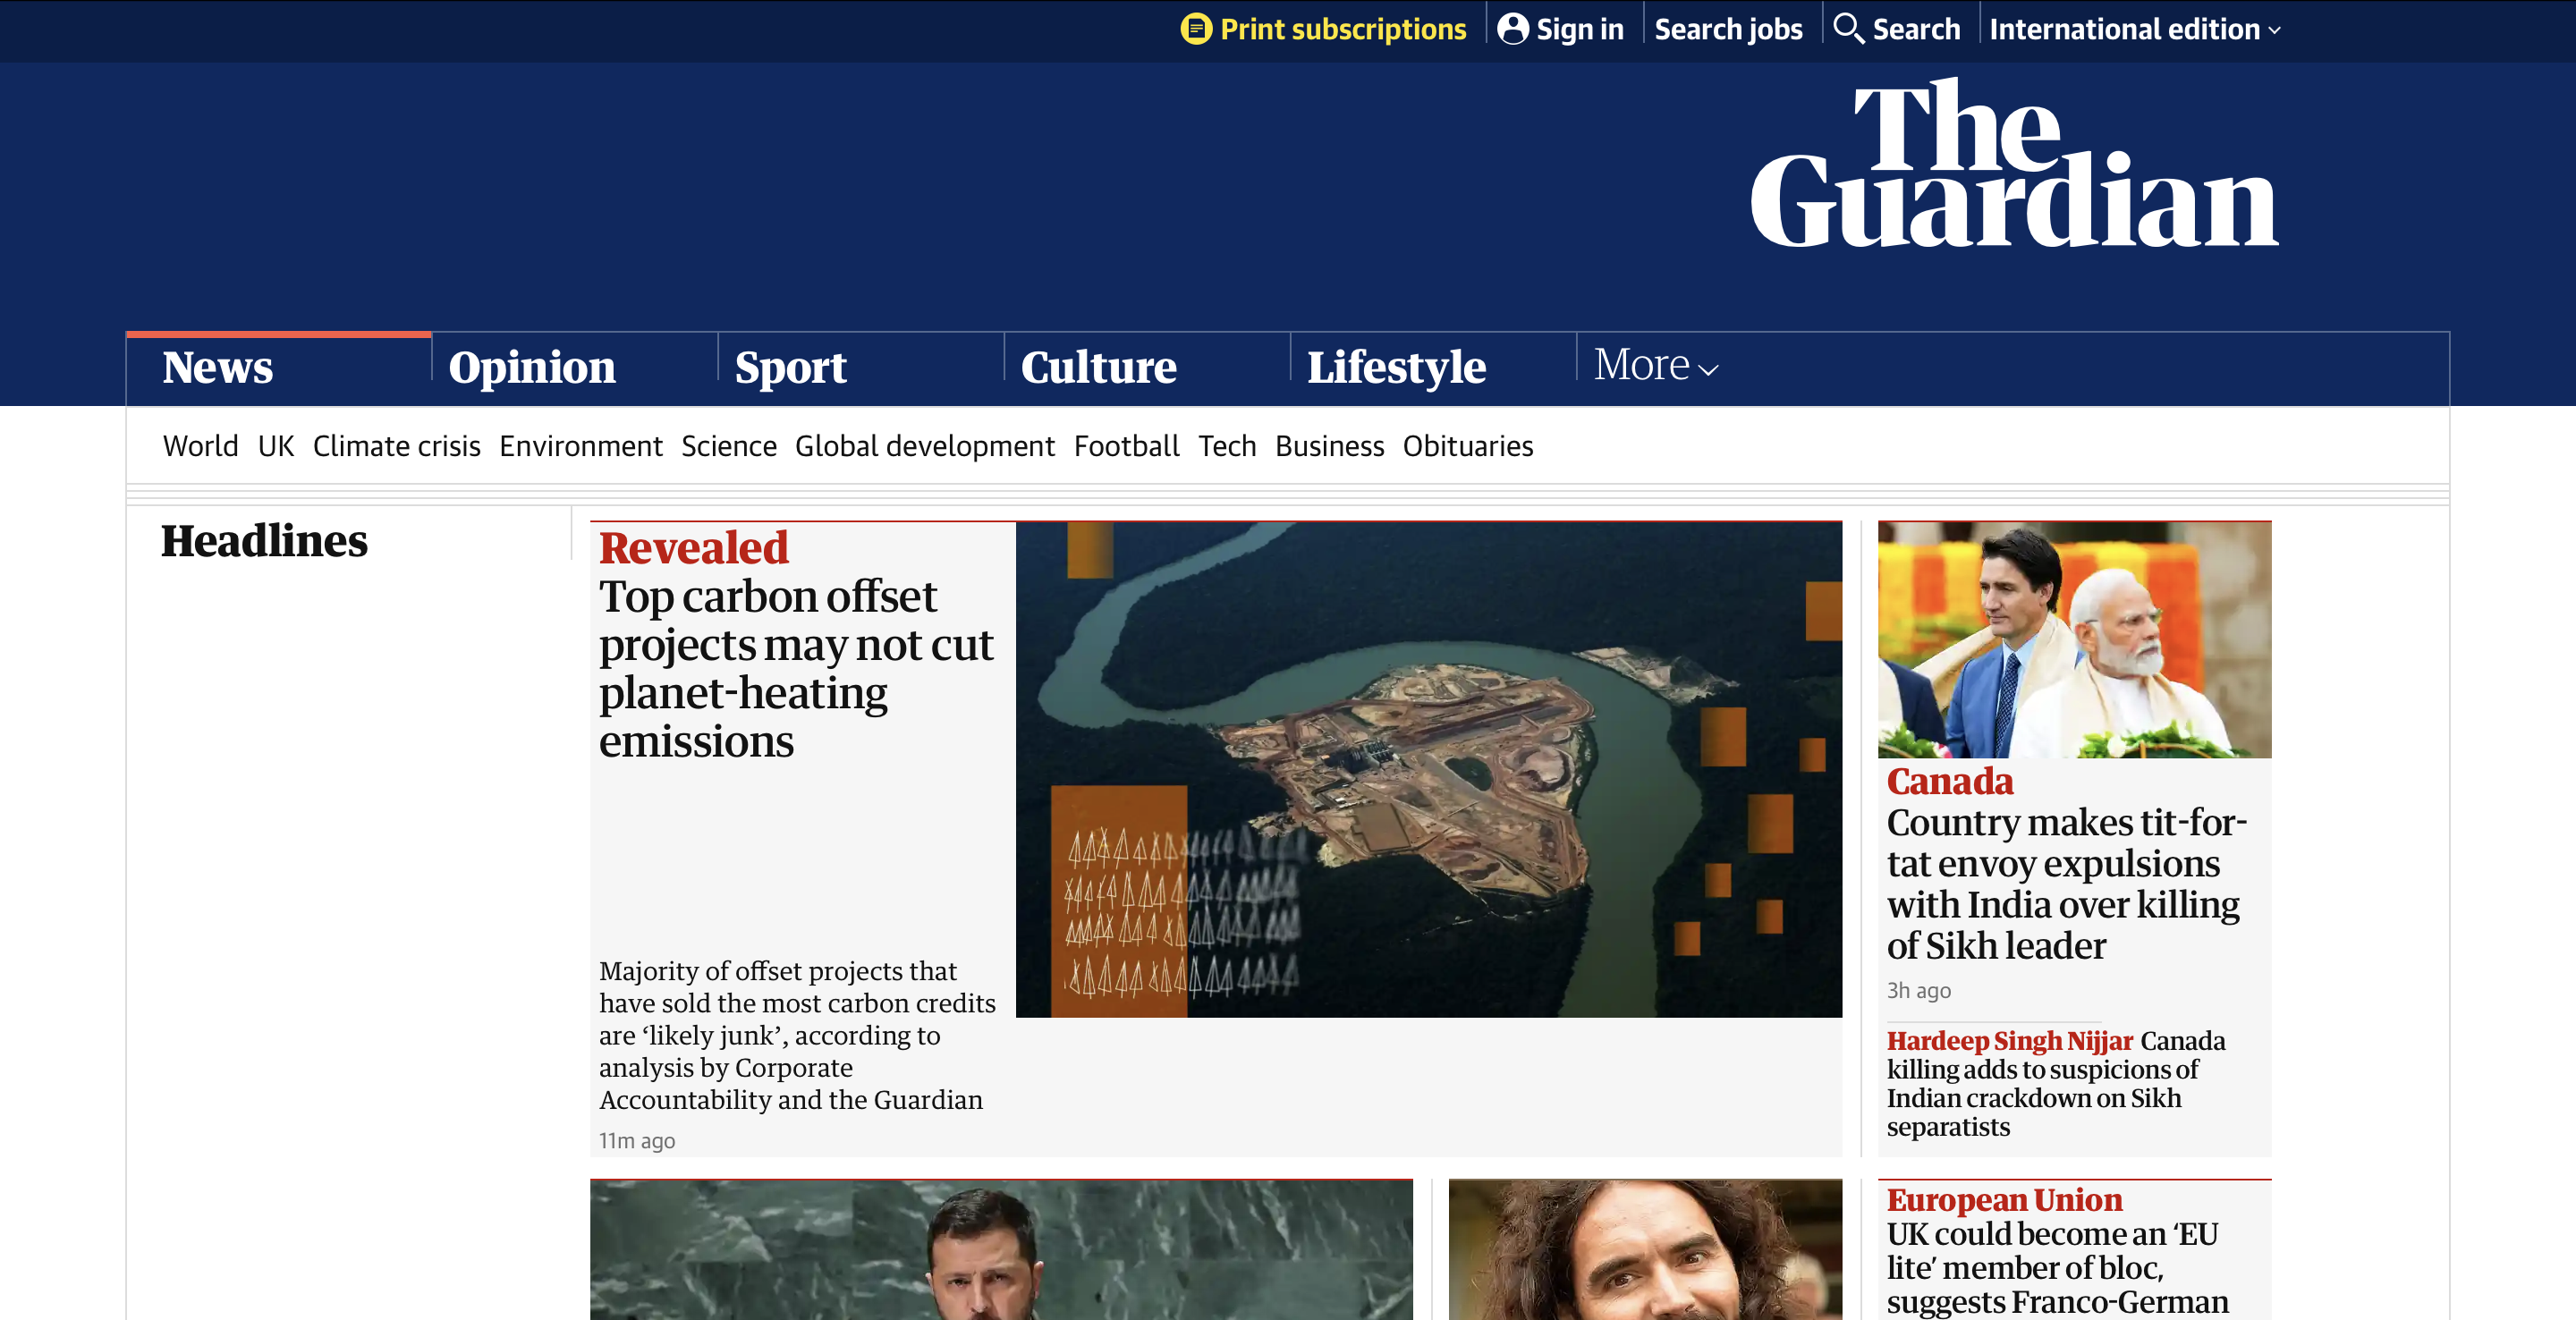 Print subscriptions
Sign in
Search jobs
Search
International edition
The
Guardian
News
Opinion
Sport
Culture
Lifestyle
More
World UK Climate crisis Environment Science Global development Football Tech Business Obituaries
Headlines
Revealed
Top carbon offset
projects may not cut
planet-heating
emissions
Majority of offset projects that
have sold the most carbon credits
are ‘likely junk’, according to
analysis by Corporate
Accountability and the Guardian
11m ago
Canada
Country makes tit-for-
tat envoy expulsions
with India over killing
of Sikh leader
3h ago
Hardeep Singh Nijjar Canada
killing adds to suspicions of
Indian crackdown on Sikh
separatists
European Union
UK could become an ‘EU
lite’ member of bloc,
suggests Franco-German